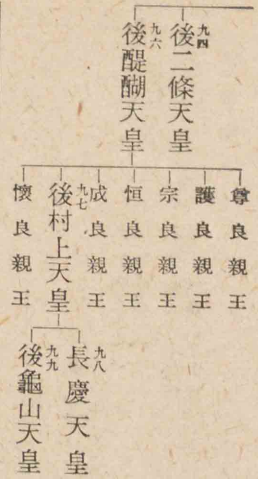 九四 後二條天皇
九六 後醍醐天皇
尊良親王
護良親王
宗良親王
恒良親王
成良親王
九七 後村上天皇
懷良親王
九八 長慶天皇
九九 後龜山天皇